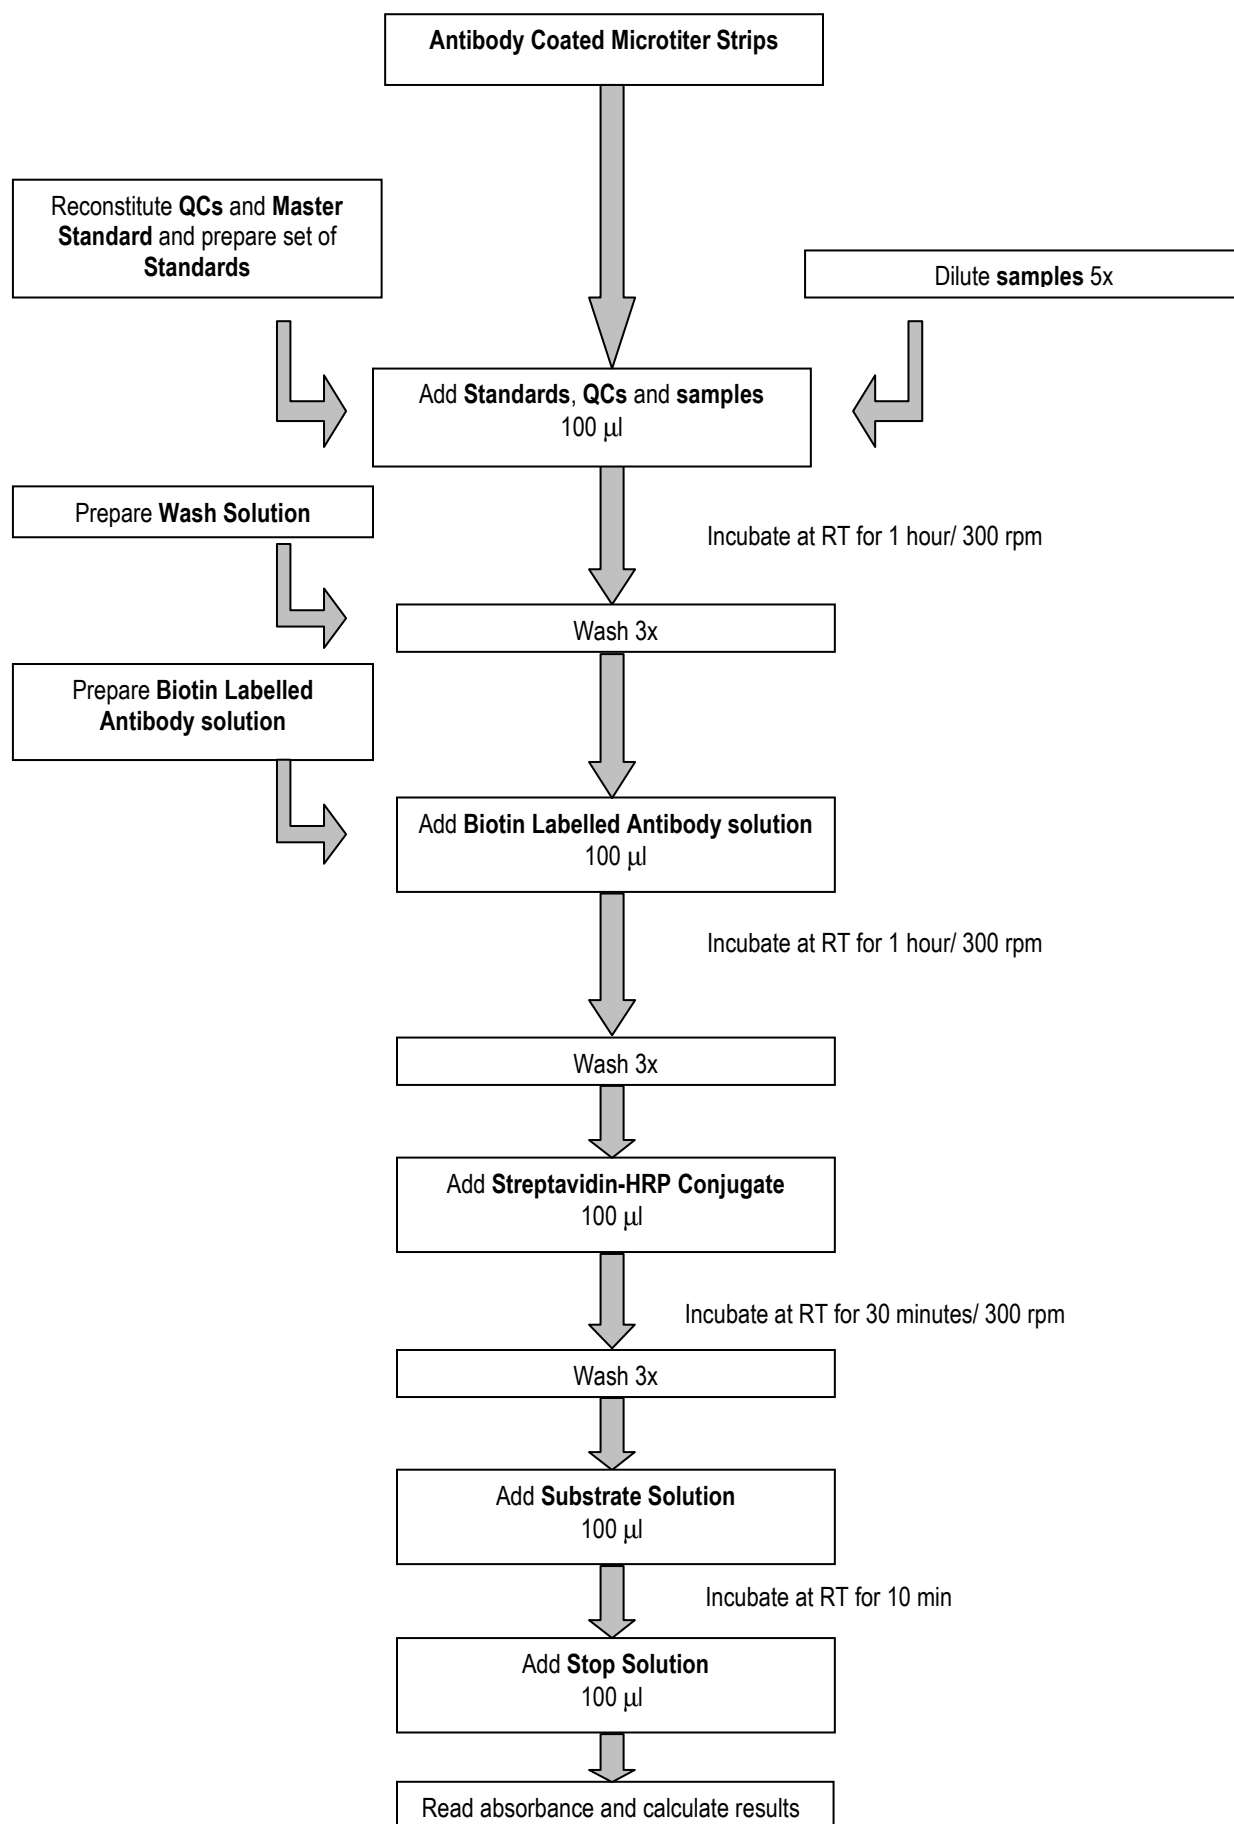 Antibody Coated Microtiter Strips
Reconstitute QCs and Master
Standard and prepare set of
Standards
Dilute samples 5x
Add Standards, QCs and samples
100 µl
Prepare Wash Solution
Incubate at RT for 1 hour/ 300 rpm
Wash 3x
Prepare Biotin Labelled
Antibody solution
Add Biotin Labelled Antibody solution
100 µl
Incubate at RT for 1 hour/ 300 rpm
Wash 3x
Add Streptavidin-HRP Conjugate
100 µl
Incubate at RT for 30 minutes/ 300 rpm
Wash 3x
Add Substrate Solution
100 µl
Incubate at RT for 10 min
Add Stop Solution
100 µl
Read absorbance and calculate results